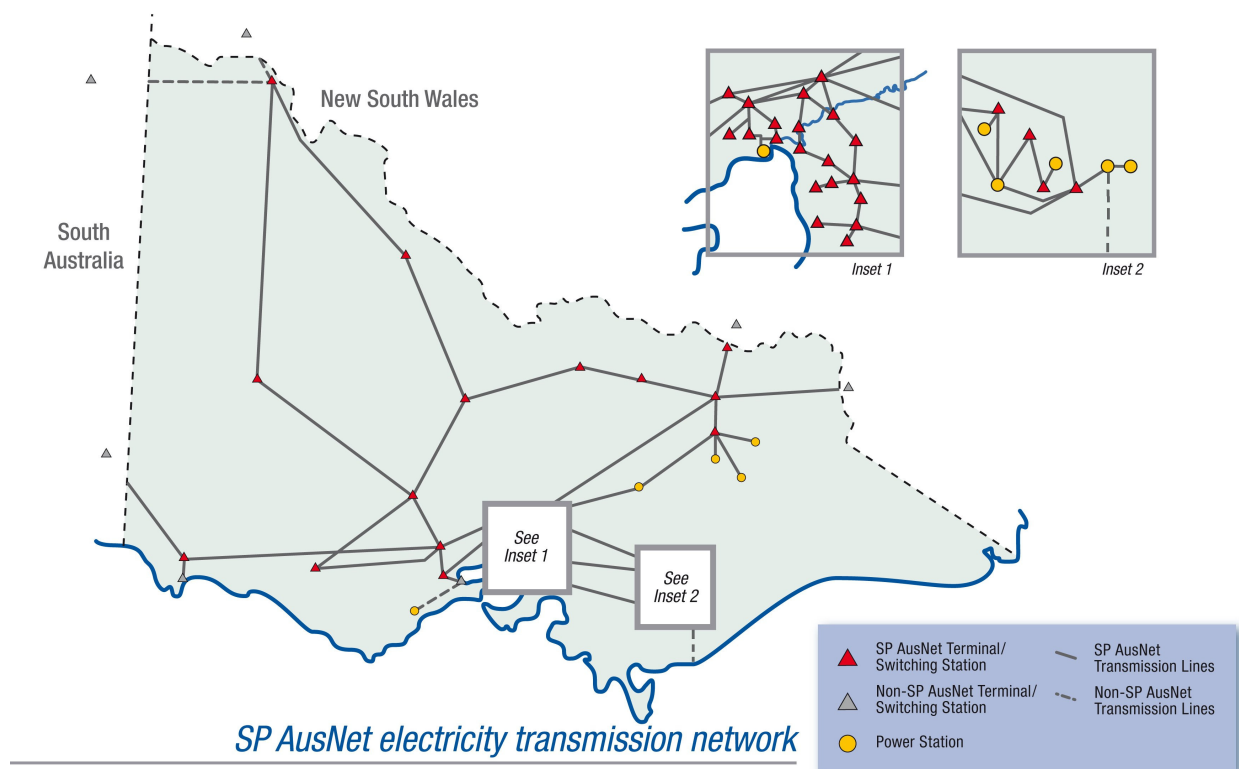 New South Wales
South
Australia
Inset 1
Inset 2
See
Inset 1
See
Inset 2
SP AusNet Terminal/
Switching Station
SP AusNet
Transmission Lines
Non-SP AusNet Terminal/
Switching Station
Non-SP AusNet
Transmission Lines
Power Station
SP AusNet electricity transmission network